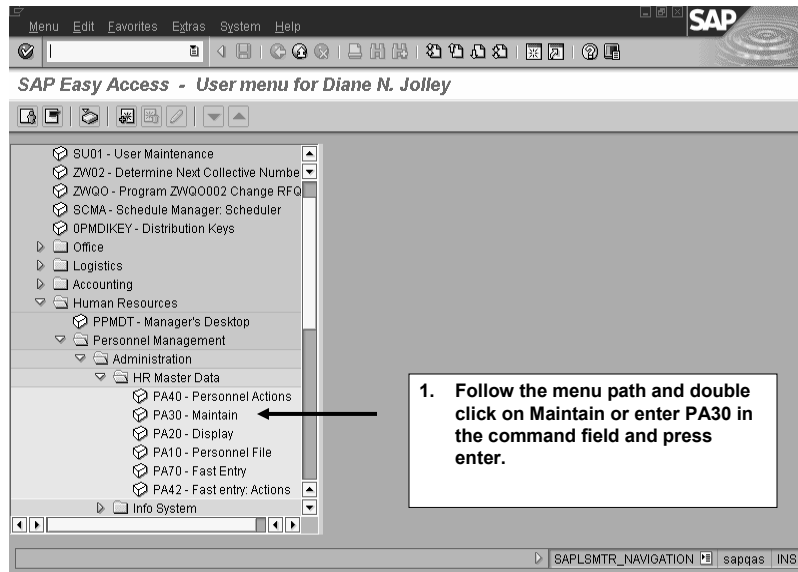 Menu Edit Favorites Extras System Help
SAP
SAP Easy Access - User menu for Diane N. Jolley
SU01 - User Maintenance
ZW02 - Determine Next Collective Numbe
ZWQO - Program ZWQO002 Change RFQ
SCMA - Schedule Manager: Scheduler
0PMDIKEY - Distribution Keys
Office
Logistics
Accounting
Human Resources
PPMDT - Manager's Desktop
Personnel Management
Administration
HR Master Data
PA40 - Personnel Actions
PA30 - Maintain
PA20 - Display
PA10 - Personnel File
PA70 - Fast Entry
PA42 - Fast entry: Actions
Info System
1. Follow the menu path and double
click on Maintain or enter PA30 in
the command field and press
enter.
SAPLSMTR_NAVIGATION sapqas INS